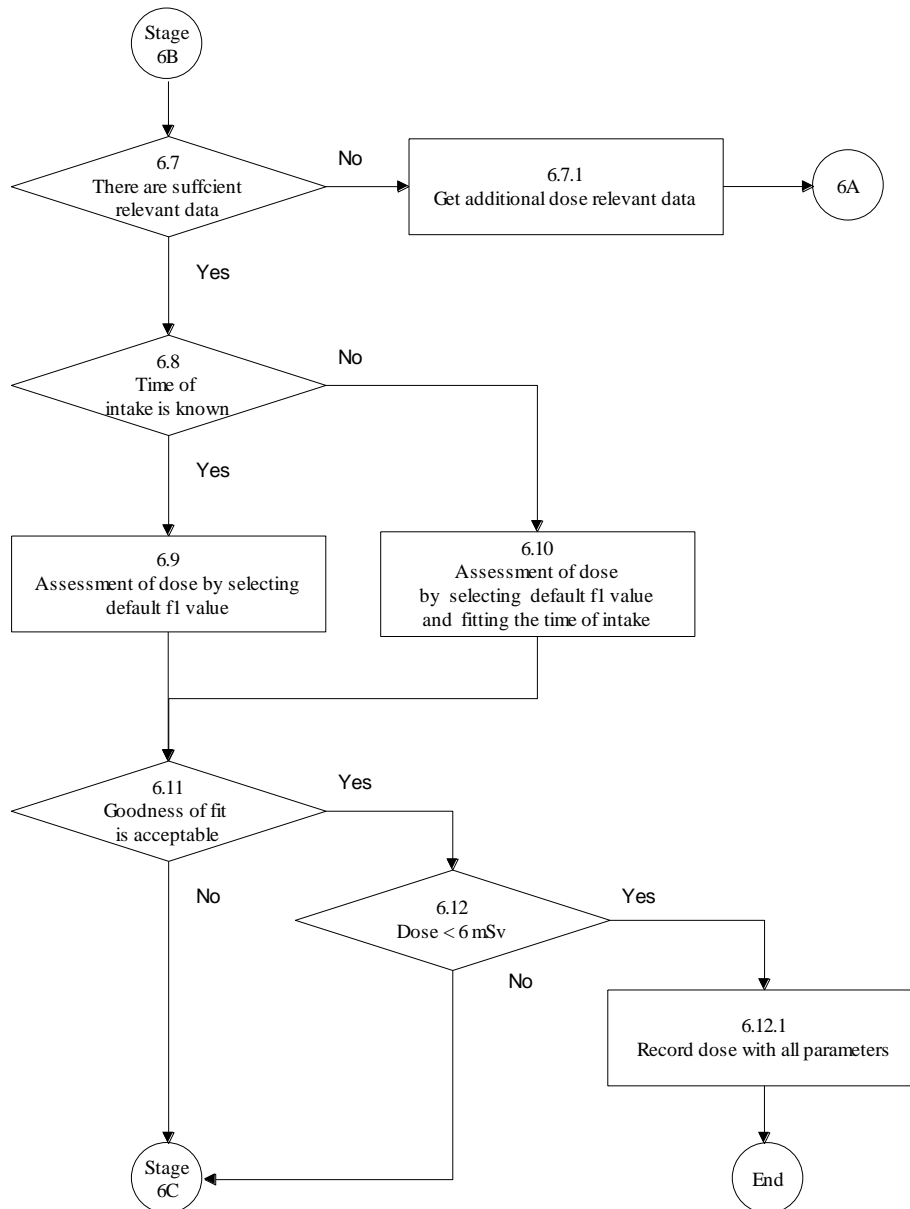 Stage
6B
6.7
There are suffcient
relevant data
No
6.7.1
Get additional dose relevant data
6A
Yes
6.8
Time of
intake is known
No
Yes
6.9
Assessment of dose by selecting
default f1 value
6.10
Assessment of dose
by selecting default f1 value
and fitting the time of intake
6.11
Goodness of fit
is acceptable
Yes
No
6.12
Dose < 6 mSv
Yes
No
6.12.1
Record dose with all parameters
Stage
6C
End